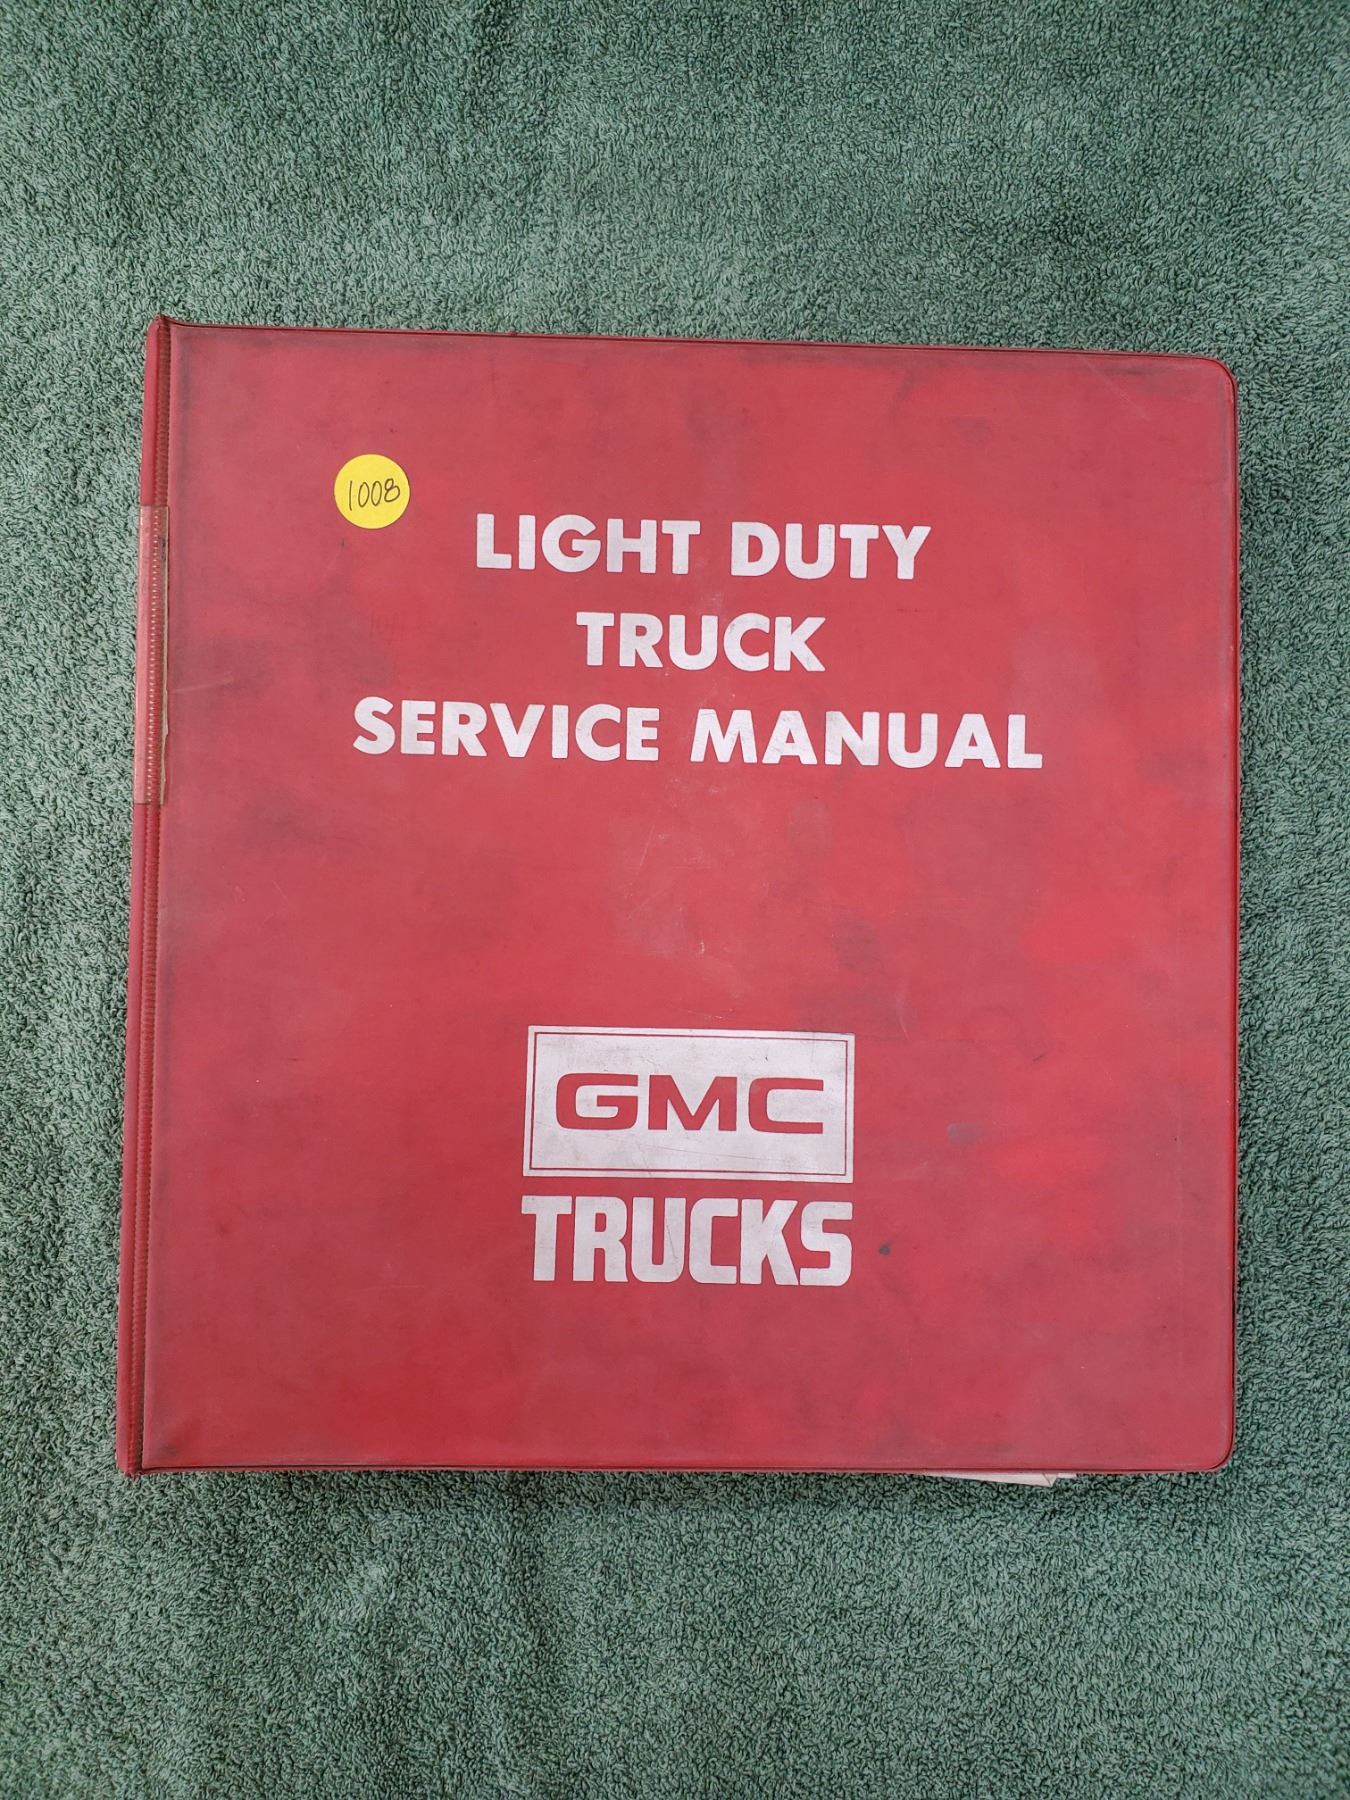 1008
LIGHT DUTY
TRUCK
SERVICE MANUAL
GMC
TRUCKS